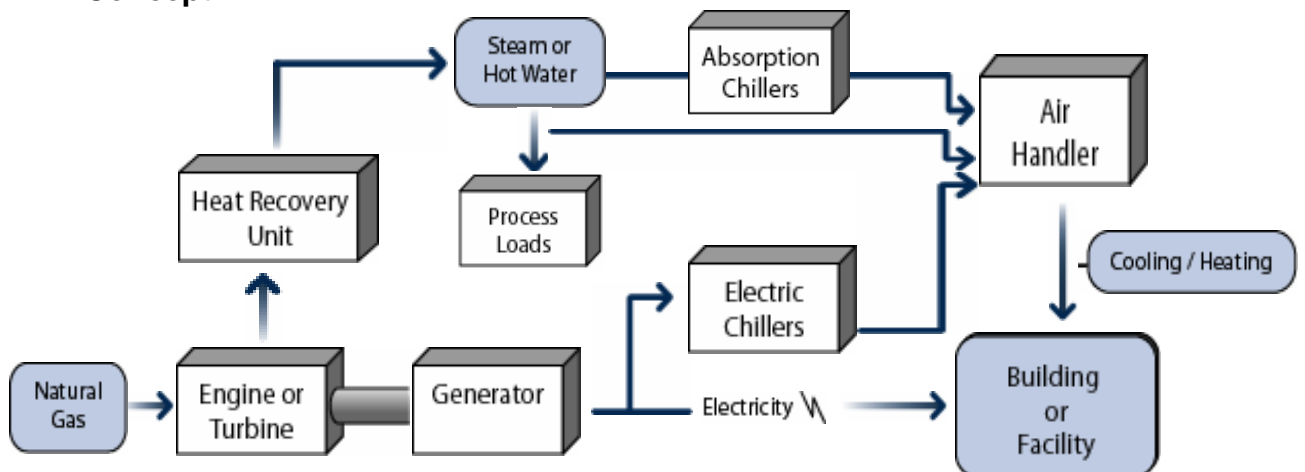 Concept
Steam or
Hot Water
Absorption
Chillers
Air
Handler
Heat Recovery
Unit
Process
Loads
Cooling / Heating
Electric
Chillers
Natural
Gas
Engine or
Turbine
Generator
Electricity
Building
or
Facility